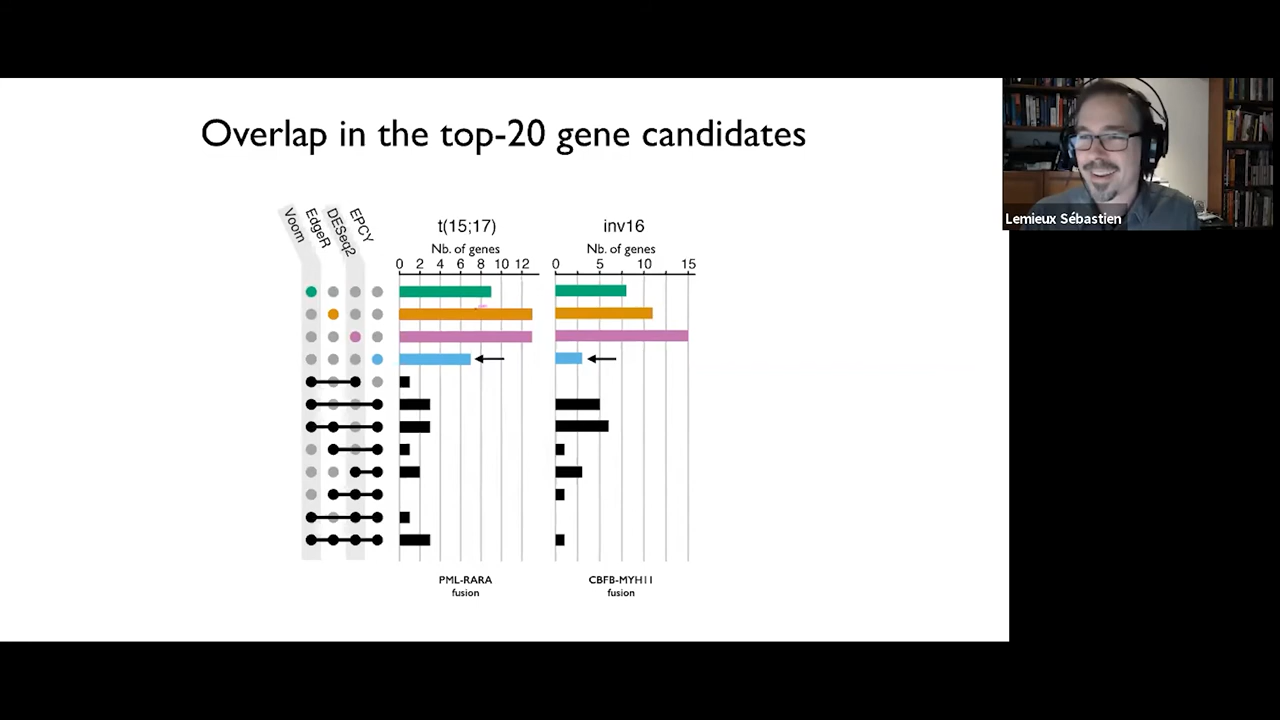 Overlap in the top-20 gene candidates
Lemieux Sébastien
Voom
EdgeR
DESeq2
EPCY
t(15;17)
Nb. of genes
0 2 4 6 8 10 12
inv16
Nb. of genes
0 5 10 15
PML-RARA
fusion
CBFB-MYH11
fusion